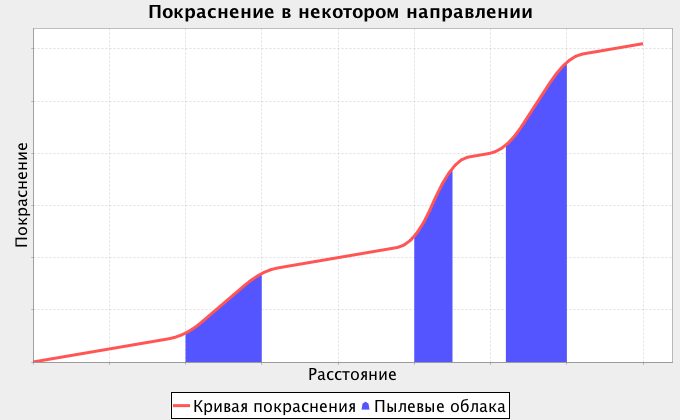 Покраснение в некотором направлении
Покраснение
Расстояние
Кривая покраснения
Пылевые облака